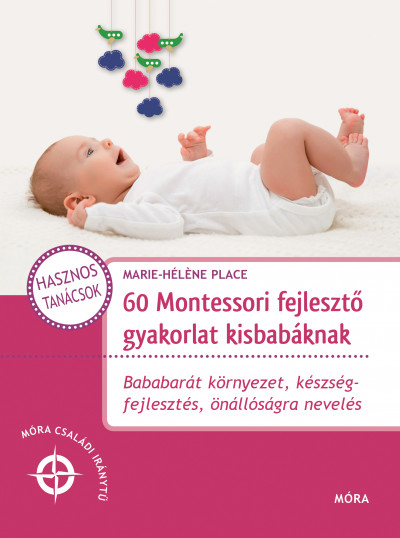 HASZNOS
TANÁCSOK
MARIE-HÉLÈNE PLACE
60 Montessori fejlesztő
gyakorlat kisbabáknak
Bababarát környezet, készség-
fejlesztés, önállóságra nevelés
MÓRA CSALÁDI IRÁNYTŰ
MÓRA